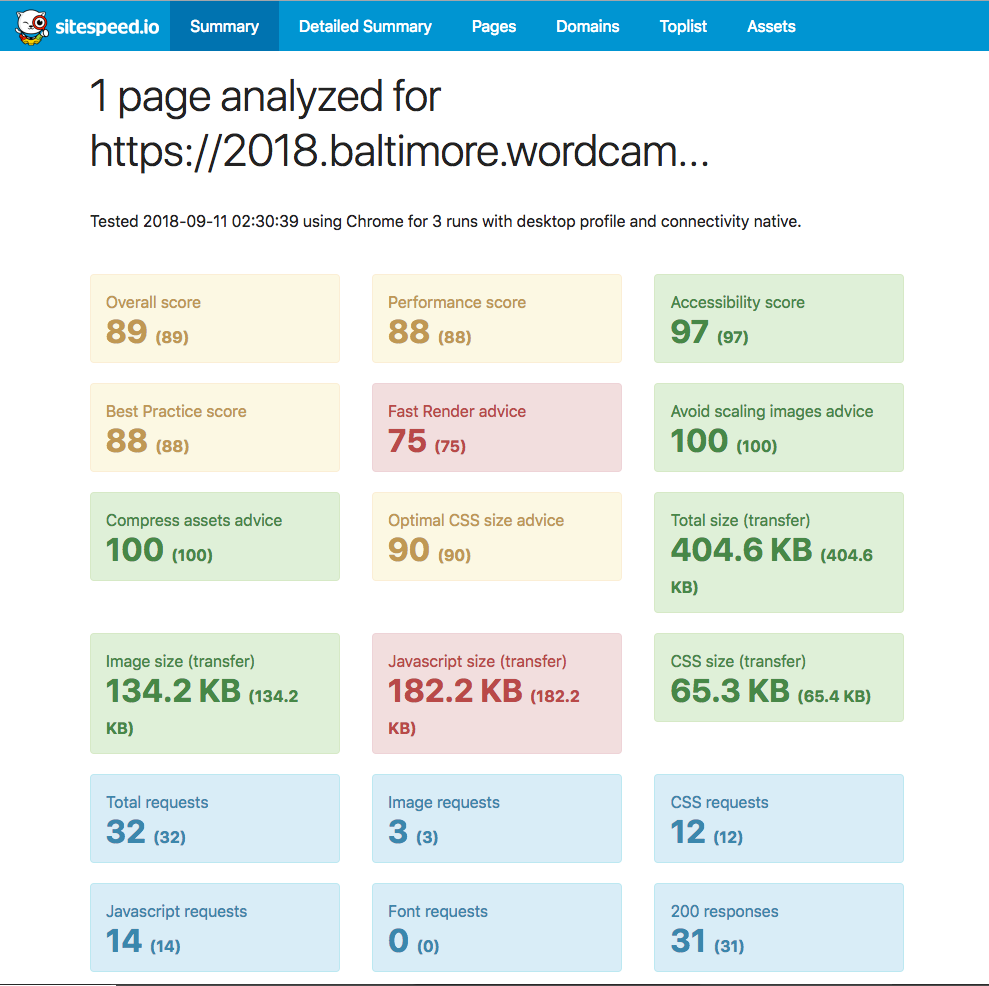 sitespeed.io Summary Detailed Summary Pages Domains Toplist Assets
1 page analyzed for
https://2018.baltimore.wordcam...
Tested 2018-09-11 02:30:39 using Chrome for 3 runs with desktop profile and connectivity native.
Overall score
89 (89)
Performance score
88 (88)
Accessibility score
97 (97)
Best Practice score
88 (88)
Fast Render advice
75 (75)
Avoid scaling images advice
100 (100)
Compress assets advice
100 (100)
Optimal CSS size advice
90 (90)
Total size (transfer)
404.6 KB (404.6
KB)
Image size (transfer)
134.2 KB (134.2
KB)
Javascript size (transfer)
182.2 KB (182.2
KB)
CSS size (transfer)
65.3 KB (65.4 KB)
Total requests
32 (32)
Image requests
3 (3)
CSS requests
12 (12)
Javascript requests
14 (14)
Font requests
0 (0)
200 responses
31 (31)